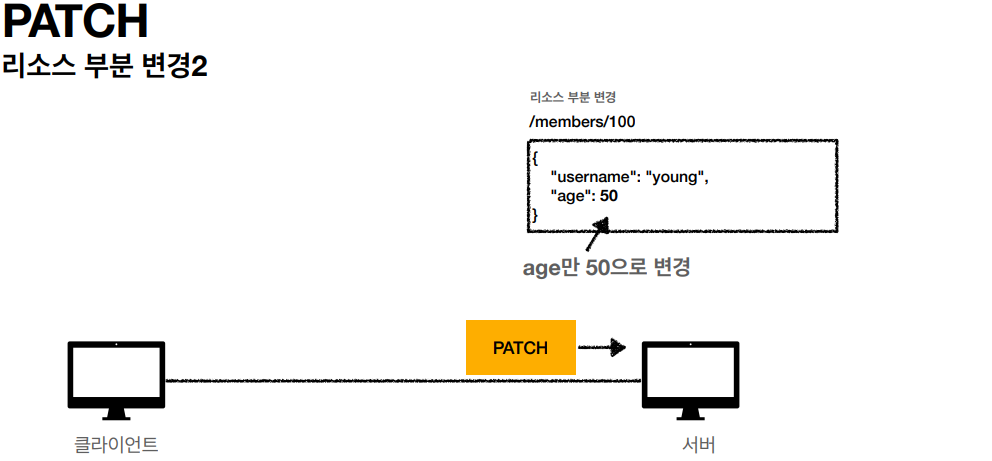 PATCH
리소스 부분 변경2
리소스 부분 변경
/members/100
{
"username": "young",
"age": 50
}
age만 50으로 변경
PATCH
클라이언트
서버